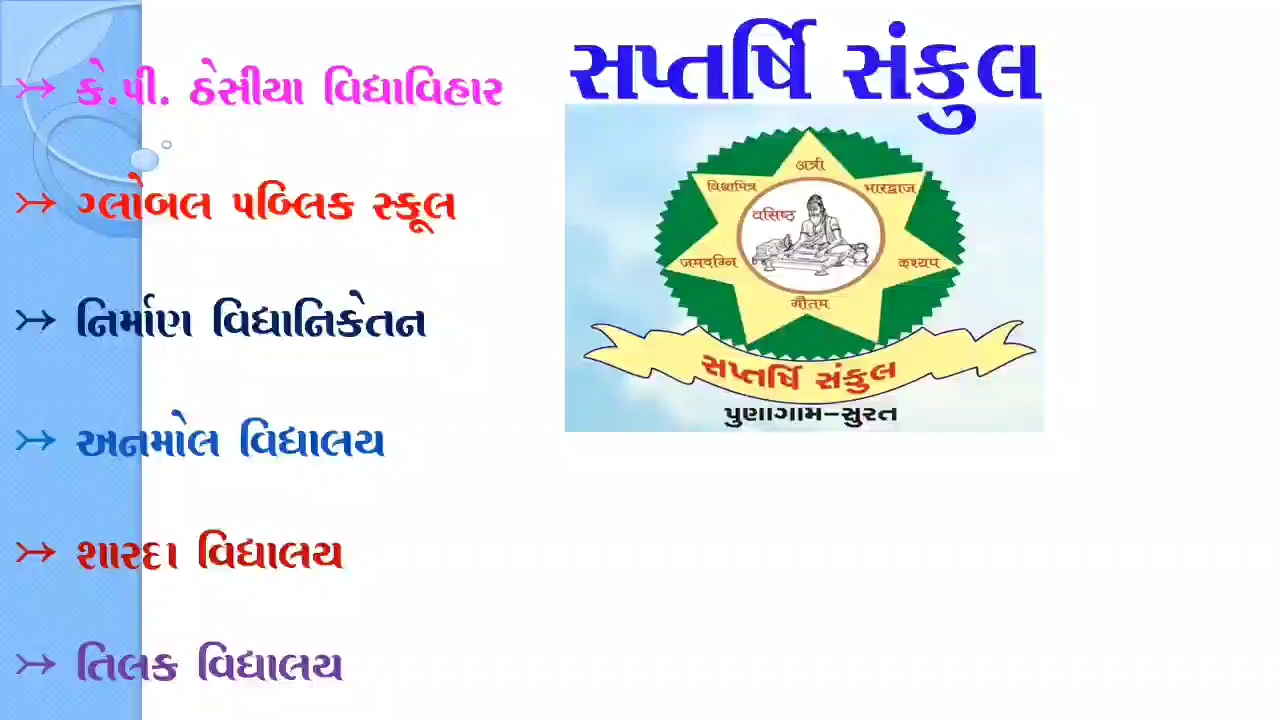 ↣ કે.પી. ઠેસીયા વિદ્યાવિહાર
↣ ગ્લોબલ પબ્લિક સ્કૂલ
↣ નિર્માણ વિદ્યાનિકેતન
↣ અનમોલ વિદ્યાલય
↣ શારદા વિદ્યાલય
↣ તિલક વિદ્યાલય
સપ્તર્ષિ સંકુલ
अत्री
विश्वामित्र
भारद्वाज
वसिष्ठ
जमदग्नि
कश्यप
गौतम
સપ્તર્ષિ સંકુલ
પુણાગામ-સુરત